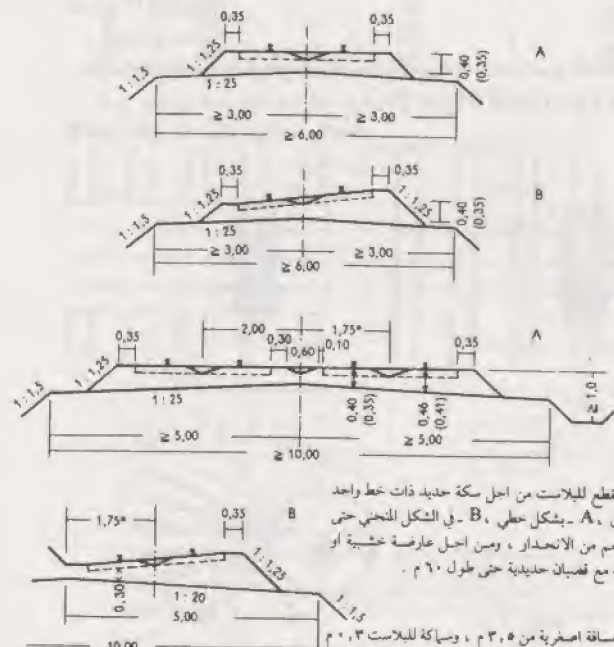 0,35 0,35
1:1,25
1:1,5
1:25
0,40
(0,35)
A
≥ 3,00 ≥ 3,00
≥ 6,00
0,35 0,35
1:1,25
1:1,5
1:25
1:1,25
0,40
(0,35)
B
≥ 3,00 ≥ 3,00
≥ 6,00
2,00 1,75*
A
0,35 0,30 0,60 0,10 0,35
1:1,25
1:1,5
1:25
0,40
(0,35)
0,46
(0,41)
≥ 1,0
≥ 5,00 ≥ 5,00
≥ 10,00
قطع للبلاست من اجل سكة حديد ذات خط واحد
، A ـ بشكل خطي ، B ـ في الشكل المنحني حتى
من الانحدار ، ومن اجل عارضة خشبية او
مع قضبان حديدية حتى طول ٦٠ م .
1,75*
B
0,35
1:1,25
0,30
1:20
5,00
1:1,5
10,00
سافة اصغرية من ٣,٥ م ، وسماكة للبلاست ٠,٣ م